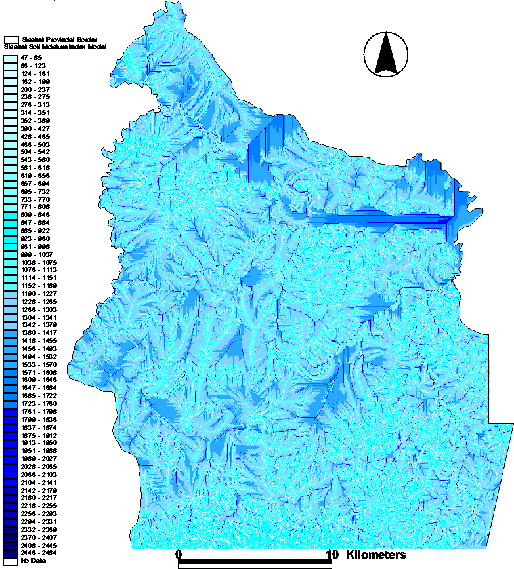 Provincial Border
Soil Moisture Index Model
47 - 85
86 - 123
124 - 161
162 - 199
200 - 237
238 - 275
276 - 313
314 - 351
352 - 389
390 - 427
428 - 465
466 - 503
504 - 542
543 - 580
581 - 618
619 - 656
657 - 694
695 - 732
733 - 770
771 - 808
809 - 846
847 - 884
885 - 922
923 - 960
961 - 998
999 - 1037
1038 - 1075
1076 - 1113
1114 - 1151
1152 - 1189
1190 - 1227
1228 - 1265
1266 - 1303
1304 - 1341
1342 - 1379
1380 - 1417
1418 - 1455
1456 - 1493
1494 - 1532
1533 - 1570
1571 - 1608
1609 - 1646
1647 - 1684
1685 - 1722
1723 - 1760
1761 - 1798
1799 - 1836
1837 - 1874
1875 - 1912
1913 - 1950
1951 - 1988
1989 - 2027
2028 - 2065
2066 - 2103
2104 - 2141
2142 - 2179
2180 - 2217
2218 - 2255
2256 - 2293
2294 - 2331
2332 - 2369
2370 - 2407
2408 - 2445
2446 - 2484
No Data
0 10 Kilometers